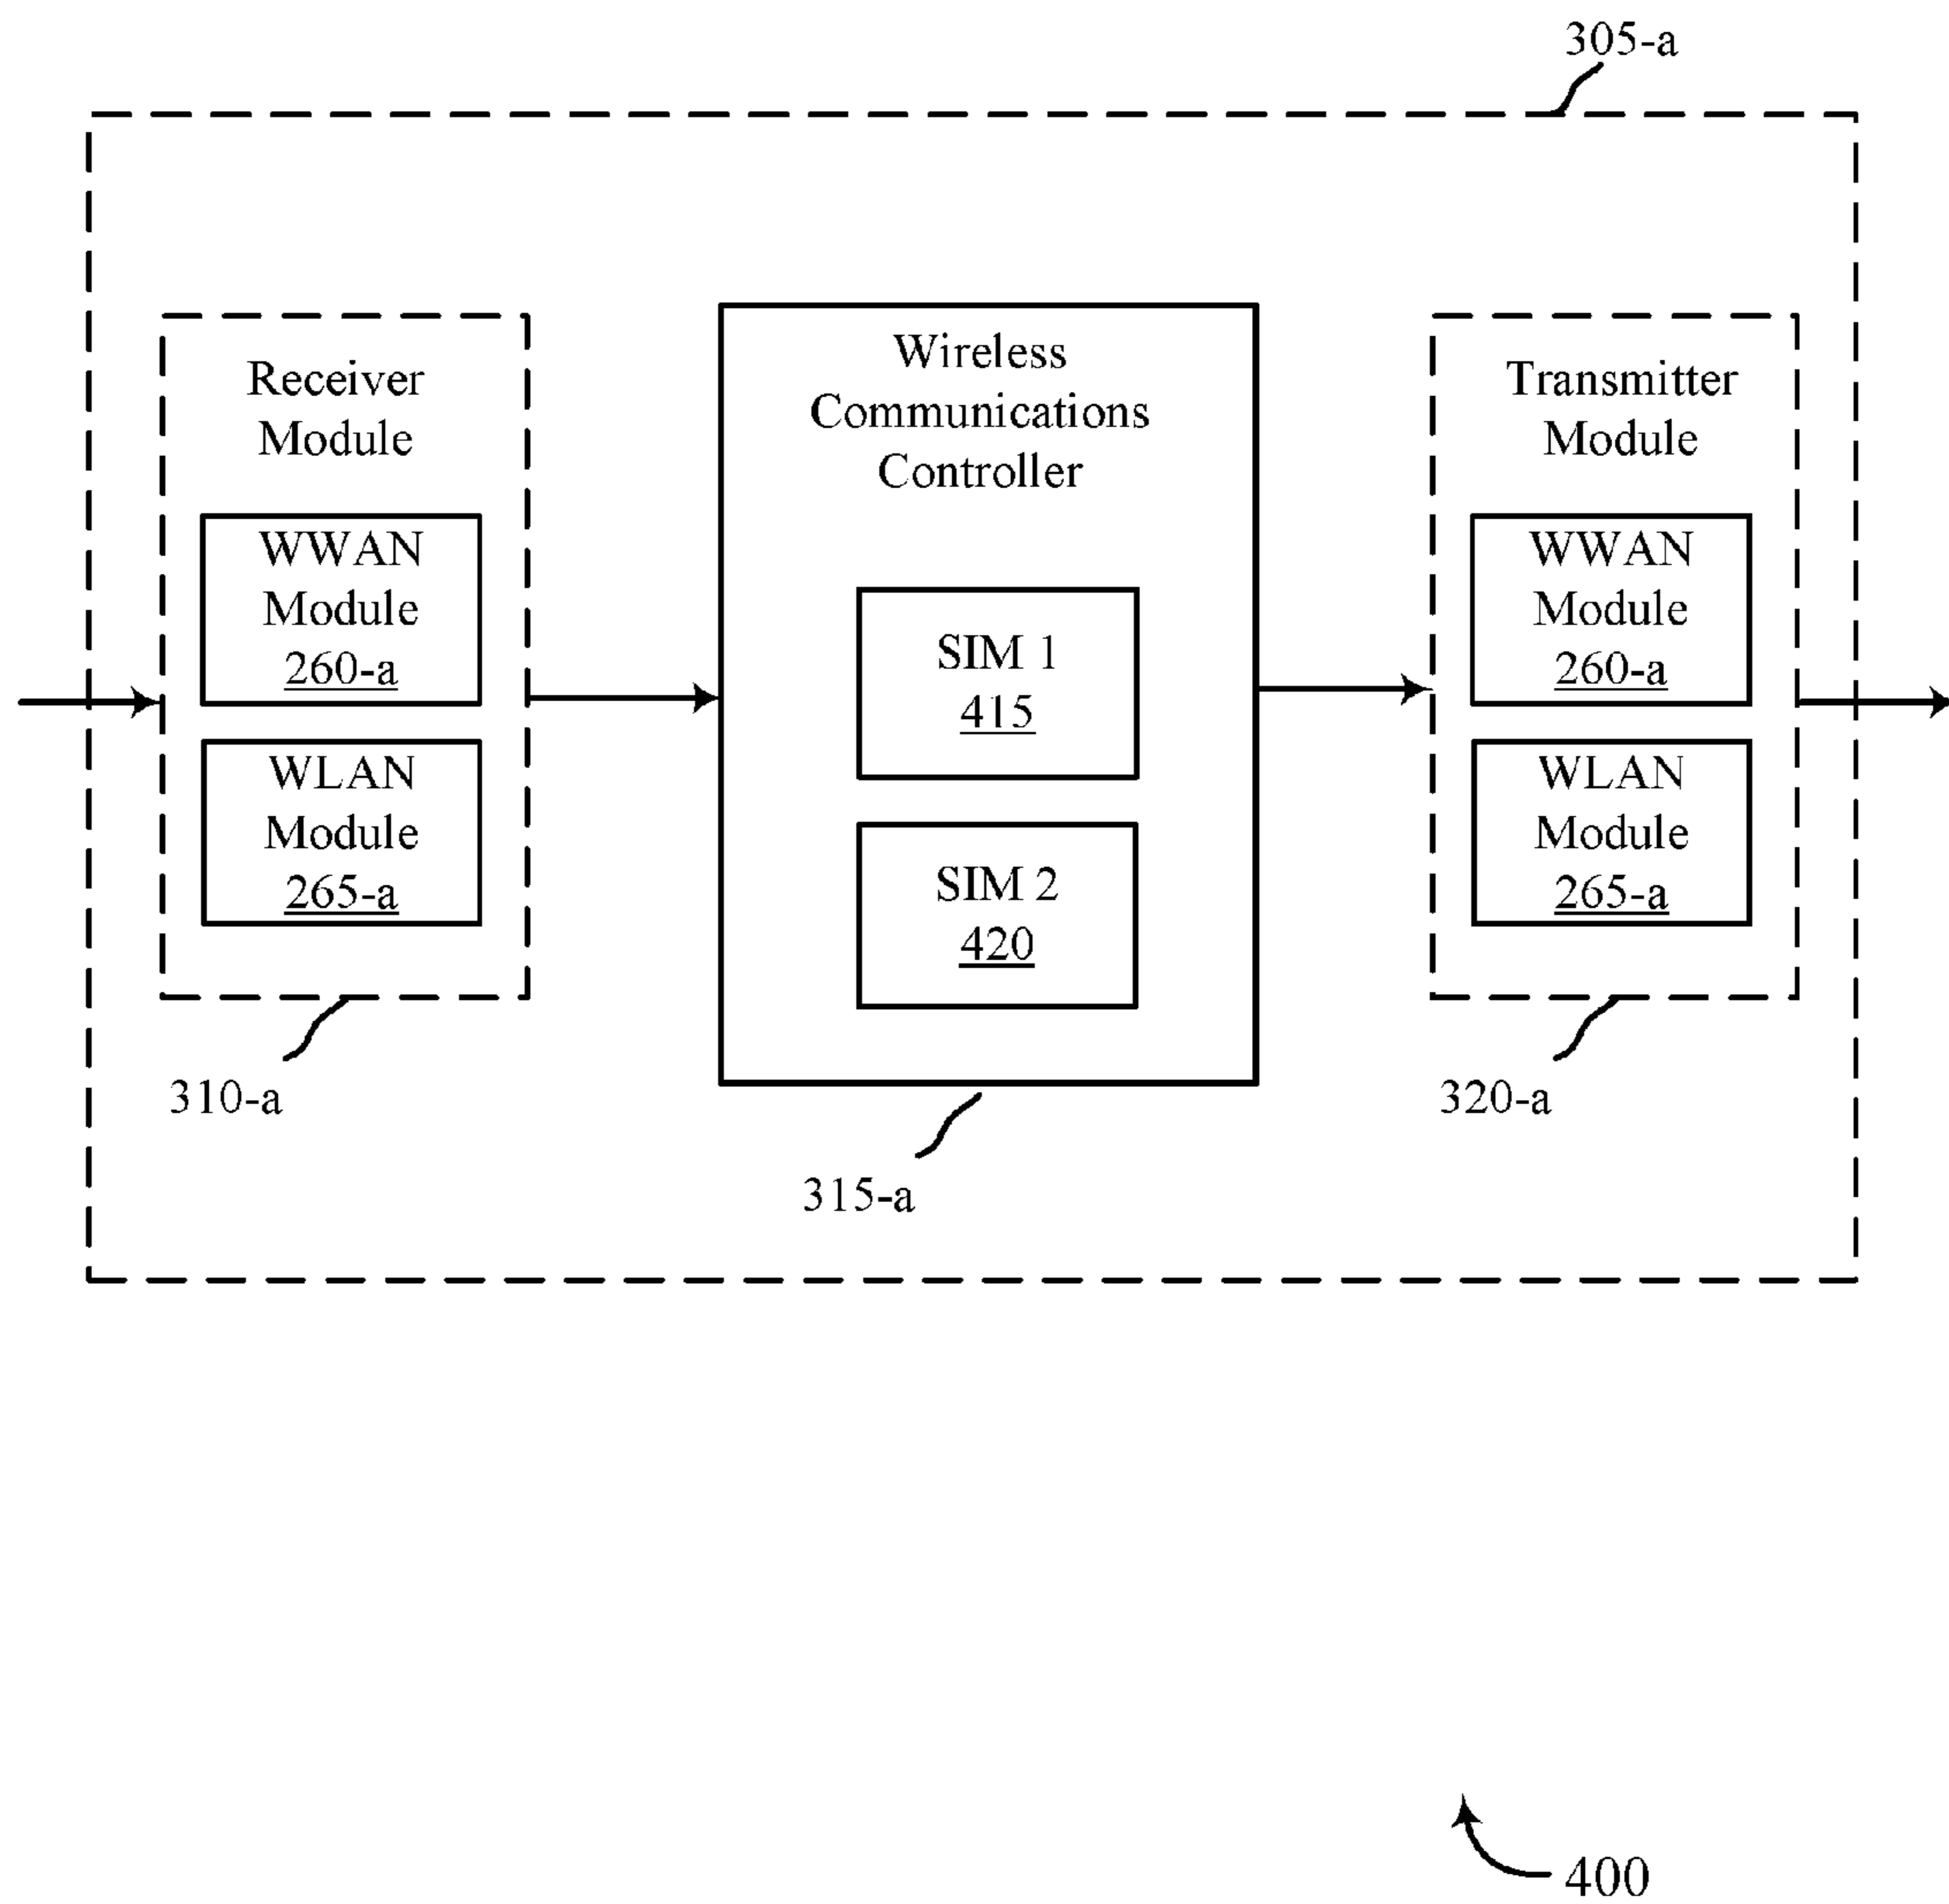 305-a
Receiver
Module
WWAN
Module
260-a
WLAN
Module
265-a
310-a
Wireless
Communications
Controller
SIM 1
415
SIM 2
420
315-a
Transmitter
Module
WWAN
Module
260-a
WLAN
Module
265-a
320-a
400